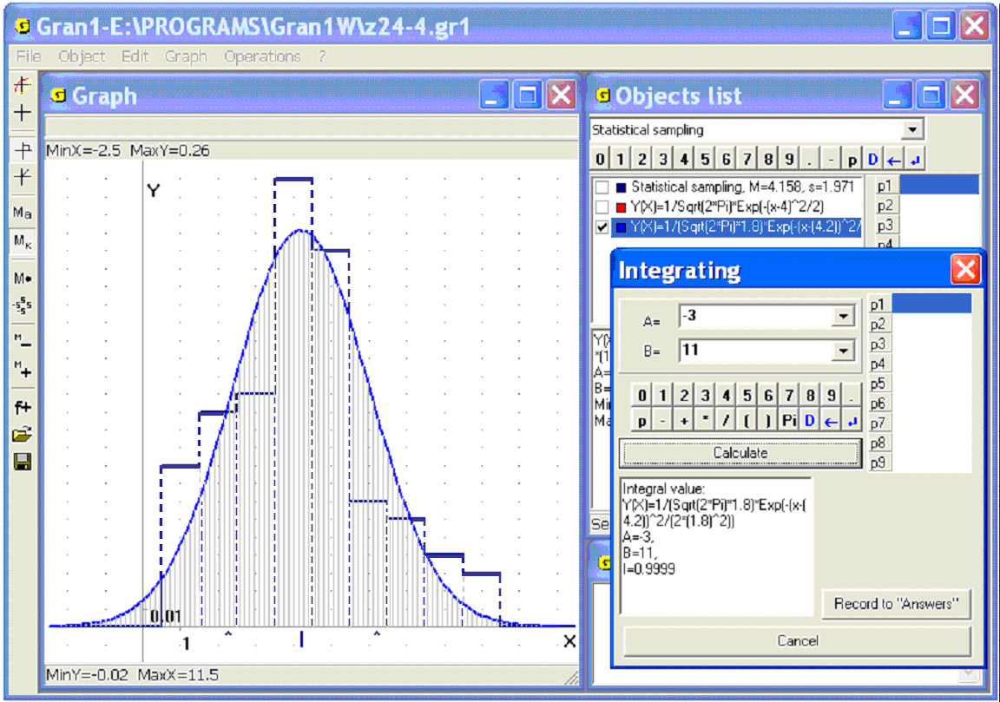 Gran1-E:\PROGRAMS\Gran1W\z24-4.gr1
File Object Edit Graph Operations ?
Graph
MinX=-2.5 MaxY=0.26
Y
0.01
1
X
MinY=-0.02 MaxX=11.5
Ma
Mк
M
-5 5 5 5
M
M+
f+
Objects list
Statistical sampling
0 1 2 3 4 5 6 7 8 9 . - p D ← ↲
Statistical sampling, M=4.158, s=1.971
Y(X)=1/Sqrt(2*Pi)*Exp(-(x-4)^2/2)
Y(X)=1/(Sqrt(2*Pi)*1.8)*Exp(-(x-(4.2))^2/
p1
p2
p3
p4
Y(X
*(1
A=
B=
Mi
Ma
Se
Integrating
A= -3
B= 11
p1
p2
p3
p4
p5
p6
p7
p8
p9
0 1 2 3 4 5 6 7 8 9 .
p - + * / ( ) Pi D ← ↲
Calculate
Integral value:
Y(X)=1/(Sqrt(2*Pi)*1.8)*Exp(-(x-(
4.2))^2/(2*(1.8)^2))
A=-3,
B=11,
I=0.9999
Record to "Answers"
Cancel